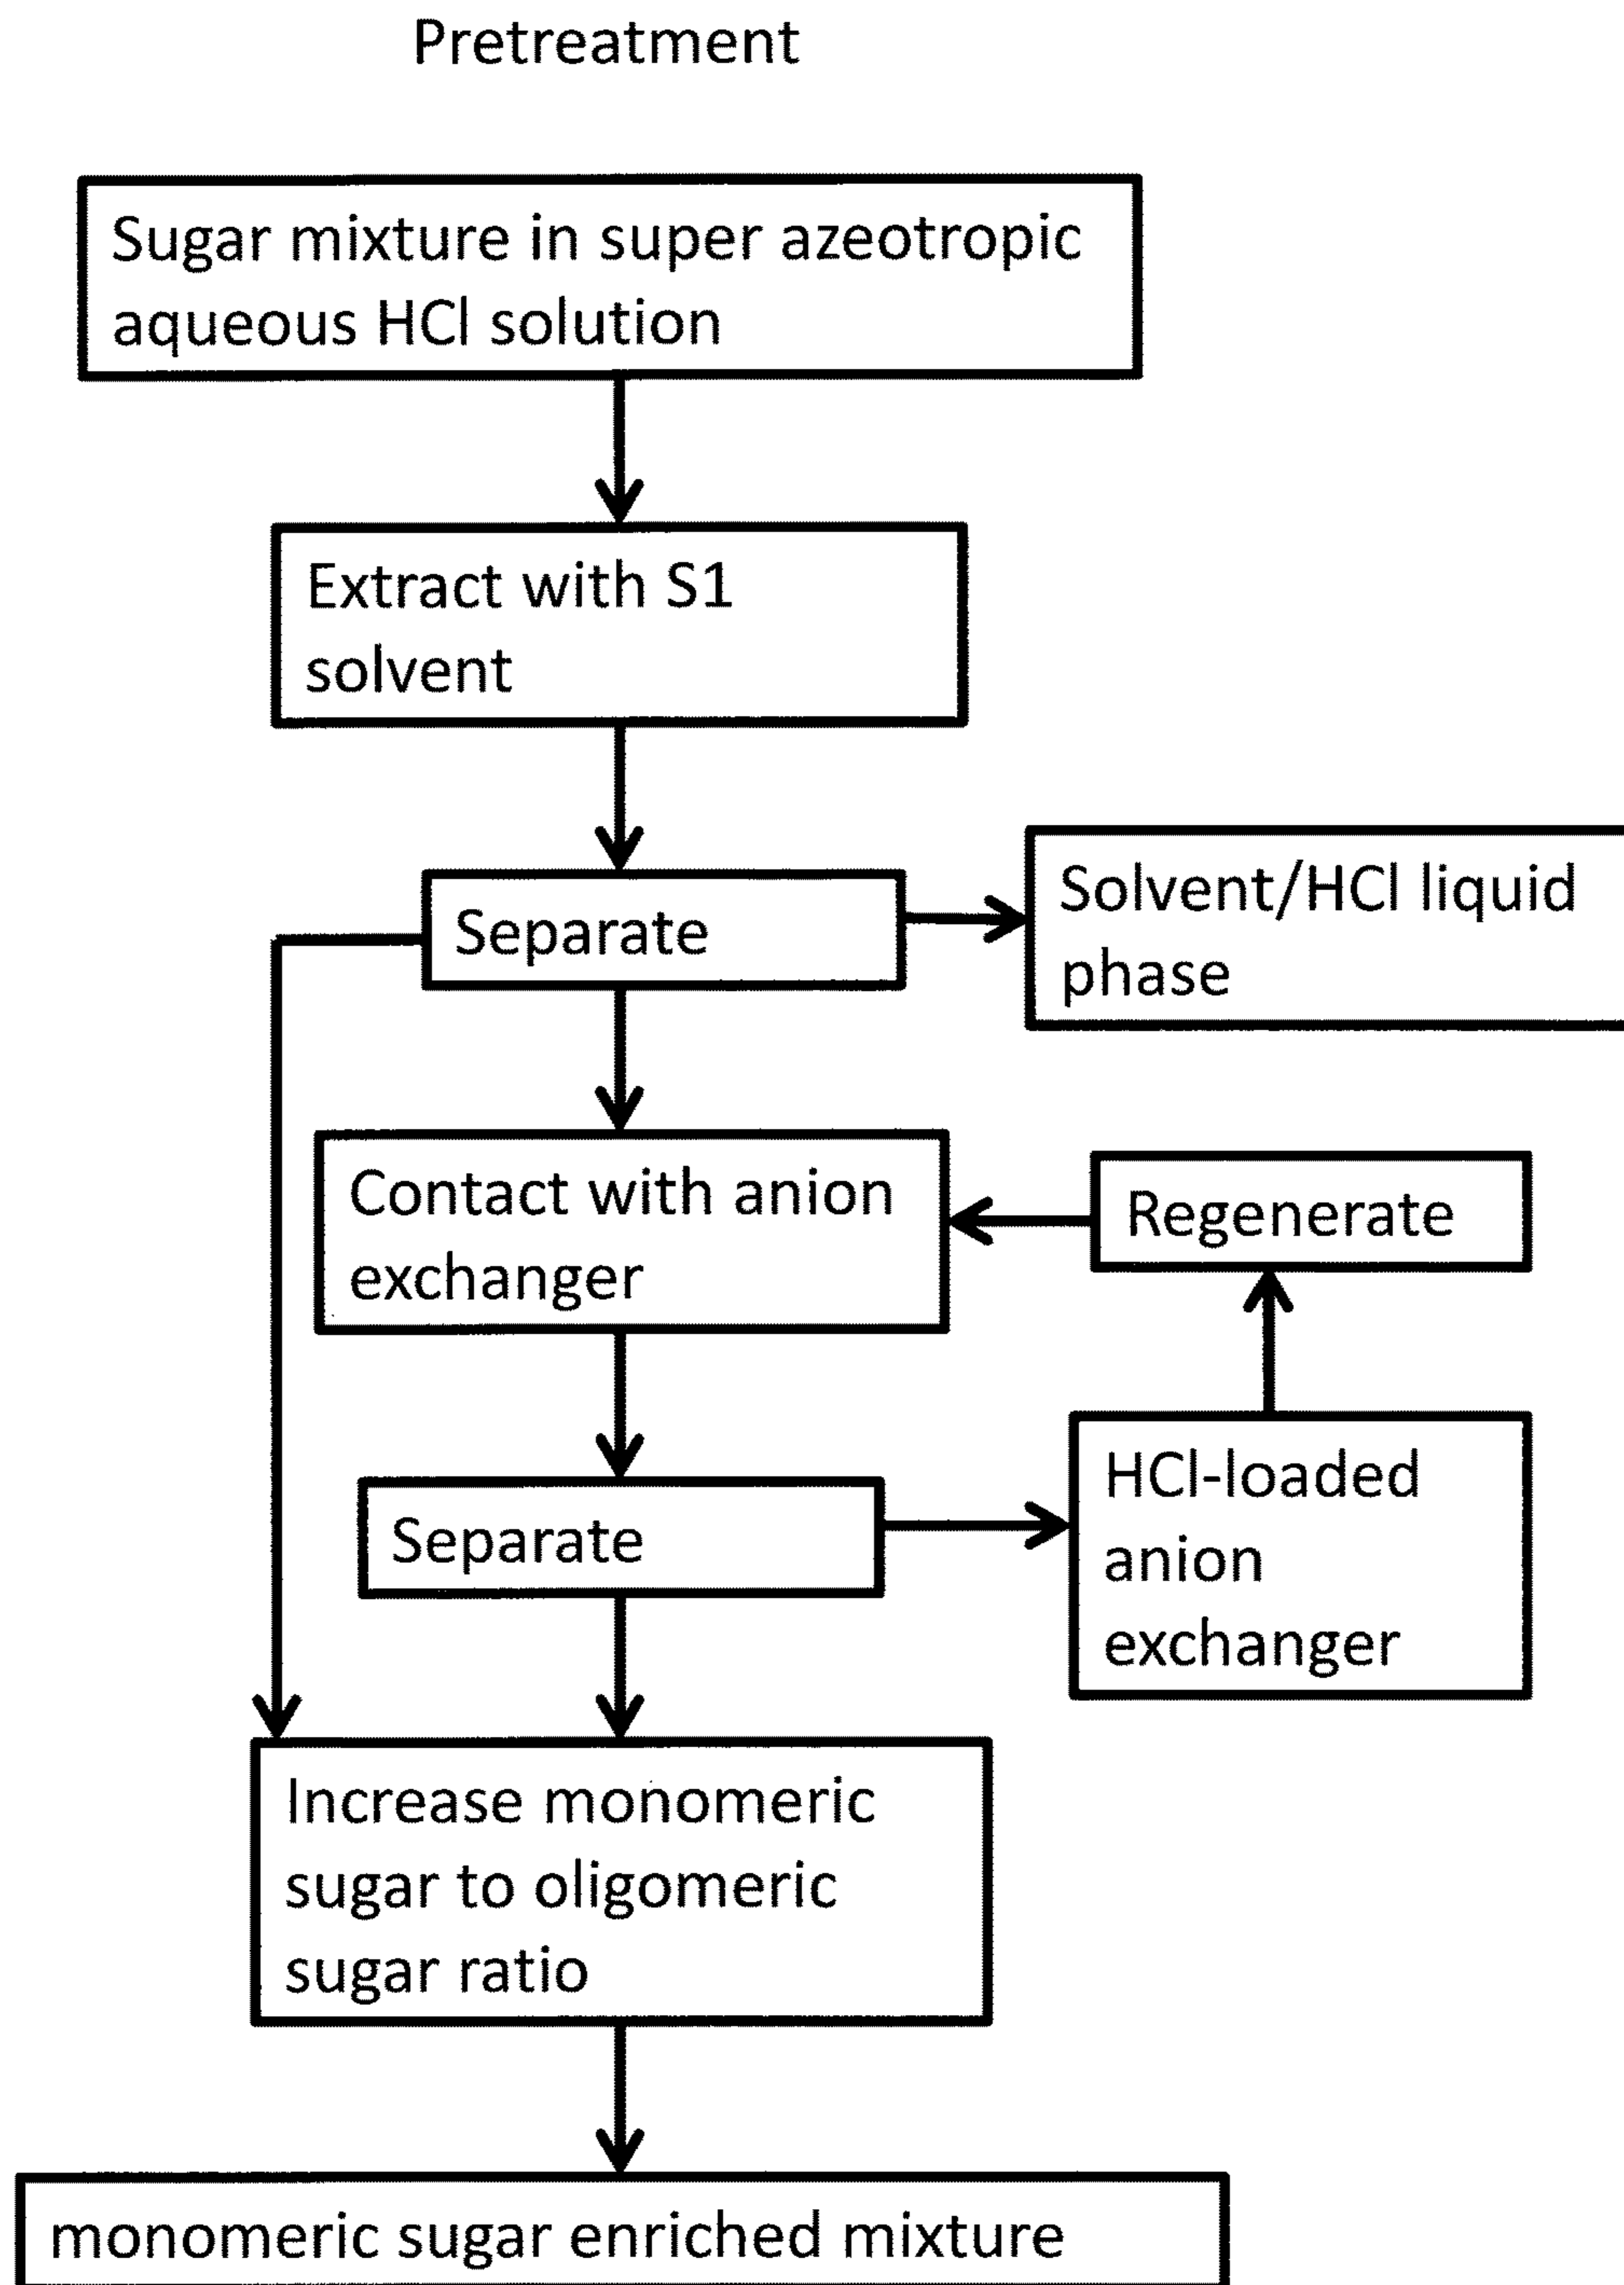 Pretreatment
Sugar mixture in super azeotropic
aqueous HCl solution
Extract with S1
solvent
Separate
Solvent/HCl liquid
phase
Contact with anion
exchanger
Regenerate
Separate
HCl-loaded
anion
exchanger
Increase monomeric
sugar to oligomeric
sugar ratio
monomeric sugar enriched mixture